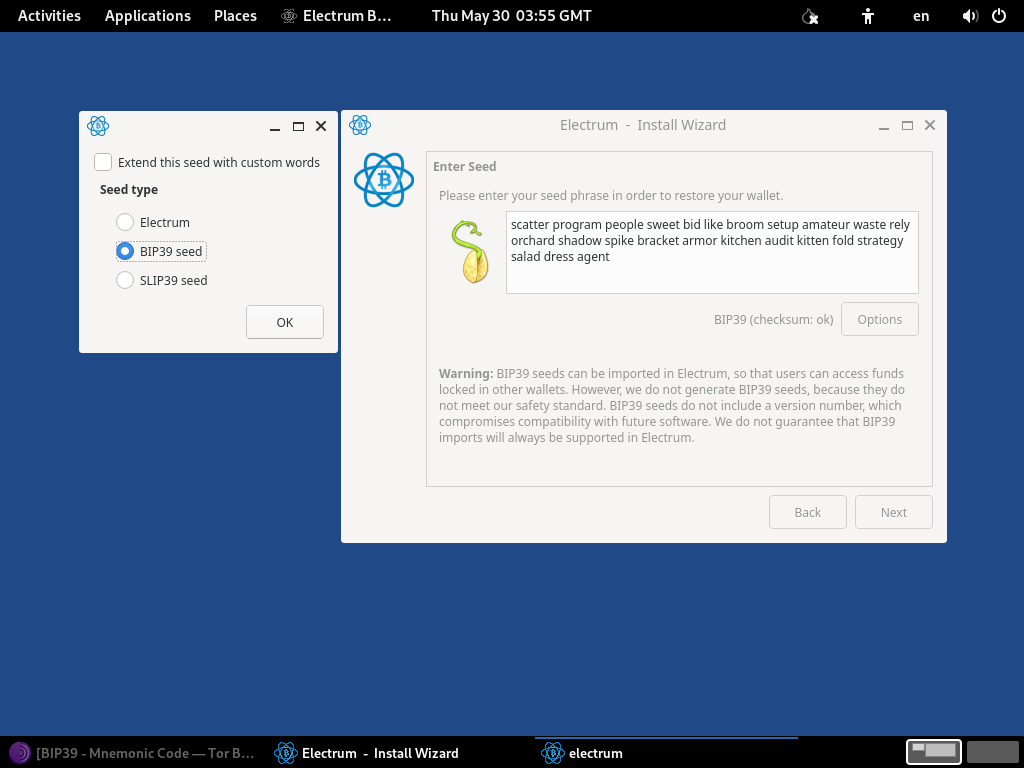 Activities Applications Places Electrum B... Thu May 30 03:55 GMT en
Extend this seed with custom words
Seed type
Electrum
BIP39 seed
SLIP39 seed
OK
Electrum - Install Wizard
Enter Seed
Please enter your seed phrase in order to restore your wallet.
scatter program people sweet bid like broom setup amateur waste rely
orchard shadow spike bracket armor kitchen audit kitten fold strategy
salad dress agent
BIP39 (checksum: ok) Options
Warning: BIP39 seeds can be imported in Electrum, so that users can access funds
locked in other wallets. However, we do not generate BIP39 seeds, because they do
not meet our safety standard. BIP39 seeds do not include a version number, which
compromises compatibility with future software. We do not guarantee that BIP39
imports will always be supported in Electrum.
Back Next
[BIP39 - Mnemonic Code — Tor B... Electrum - Install Wizard electrum